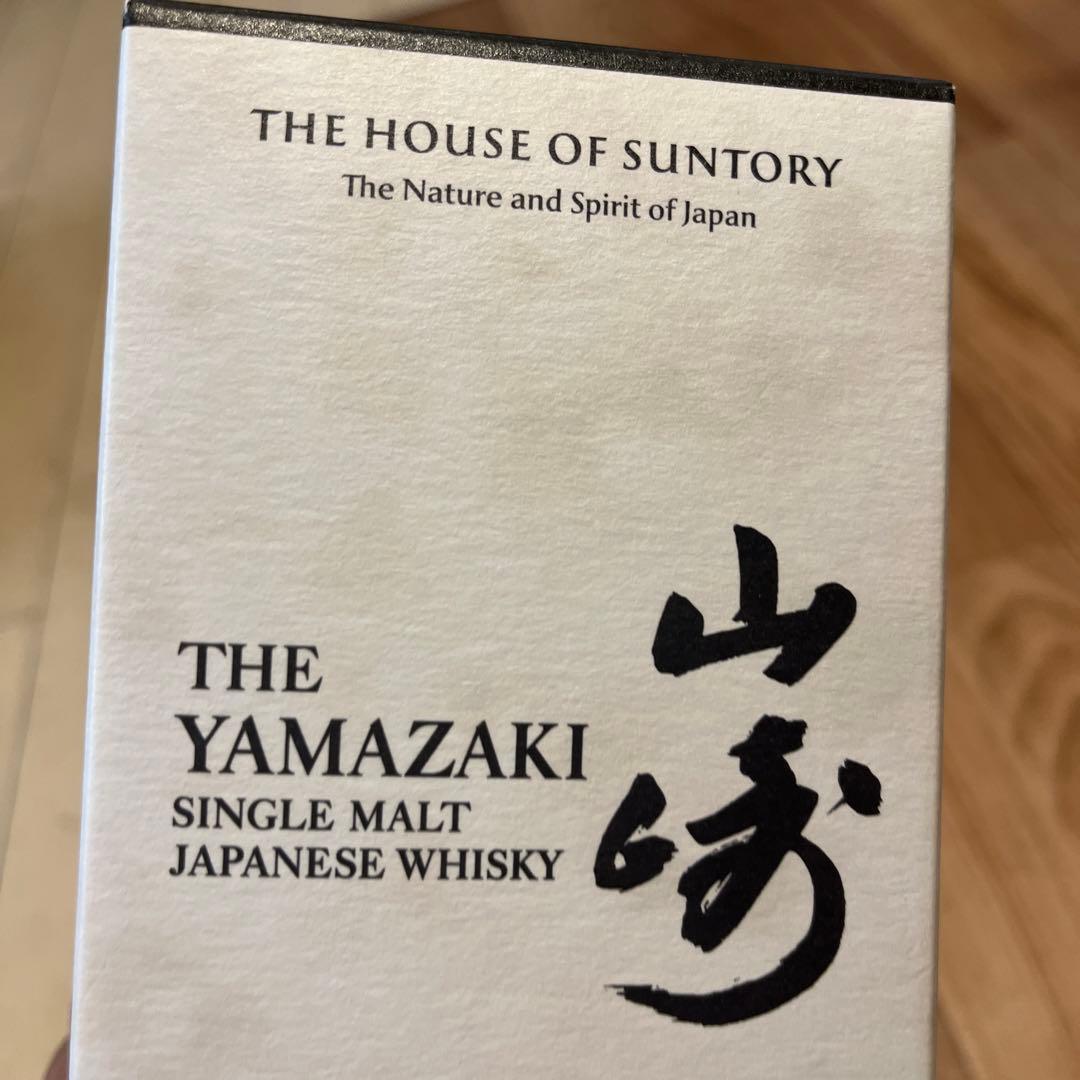 THE HOUSE OF SUNTORY
The Nature and Spirit of Japan
THE
YAMAZAKI
SINGLE MALT
JAPANESE WHISKY
山崎